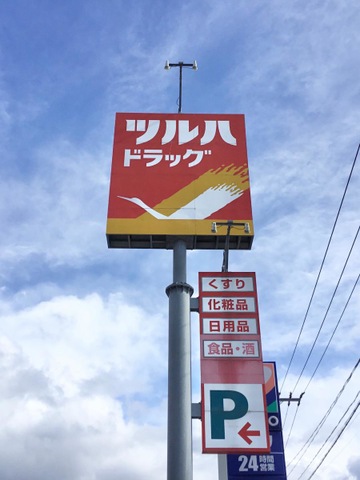 ツルハ
ドラッグ
くすり
化粧品
日用品
食品・酒
P
24時間営業